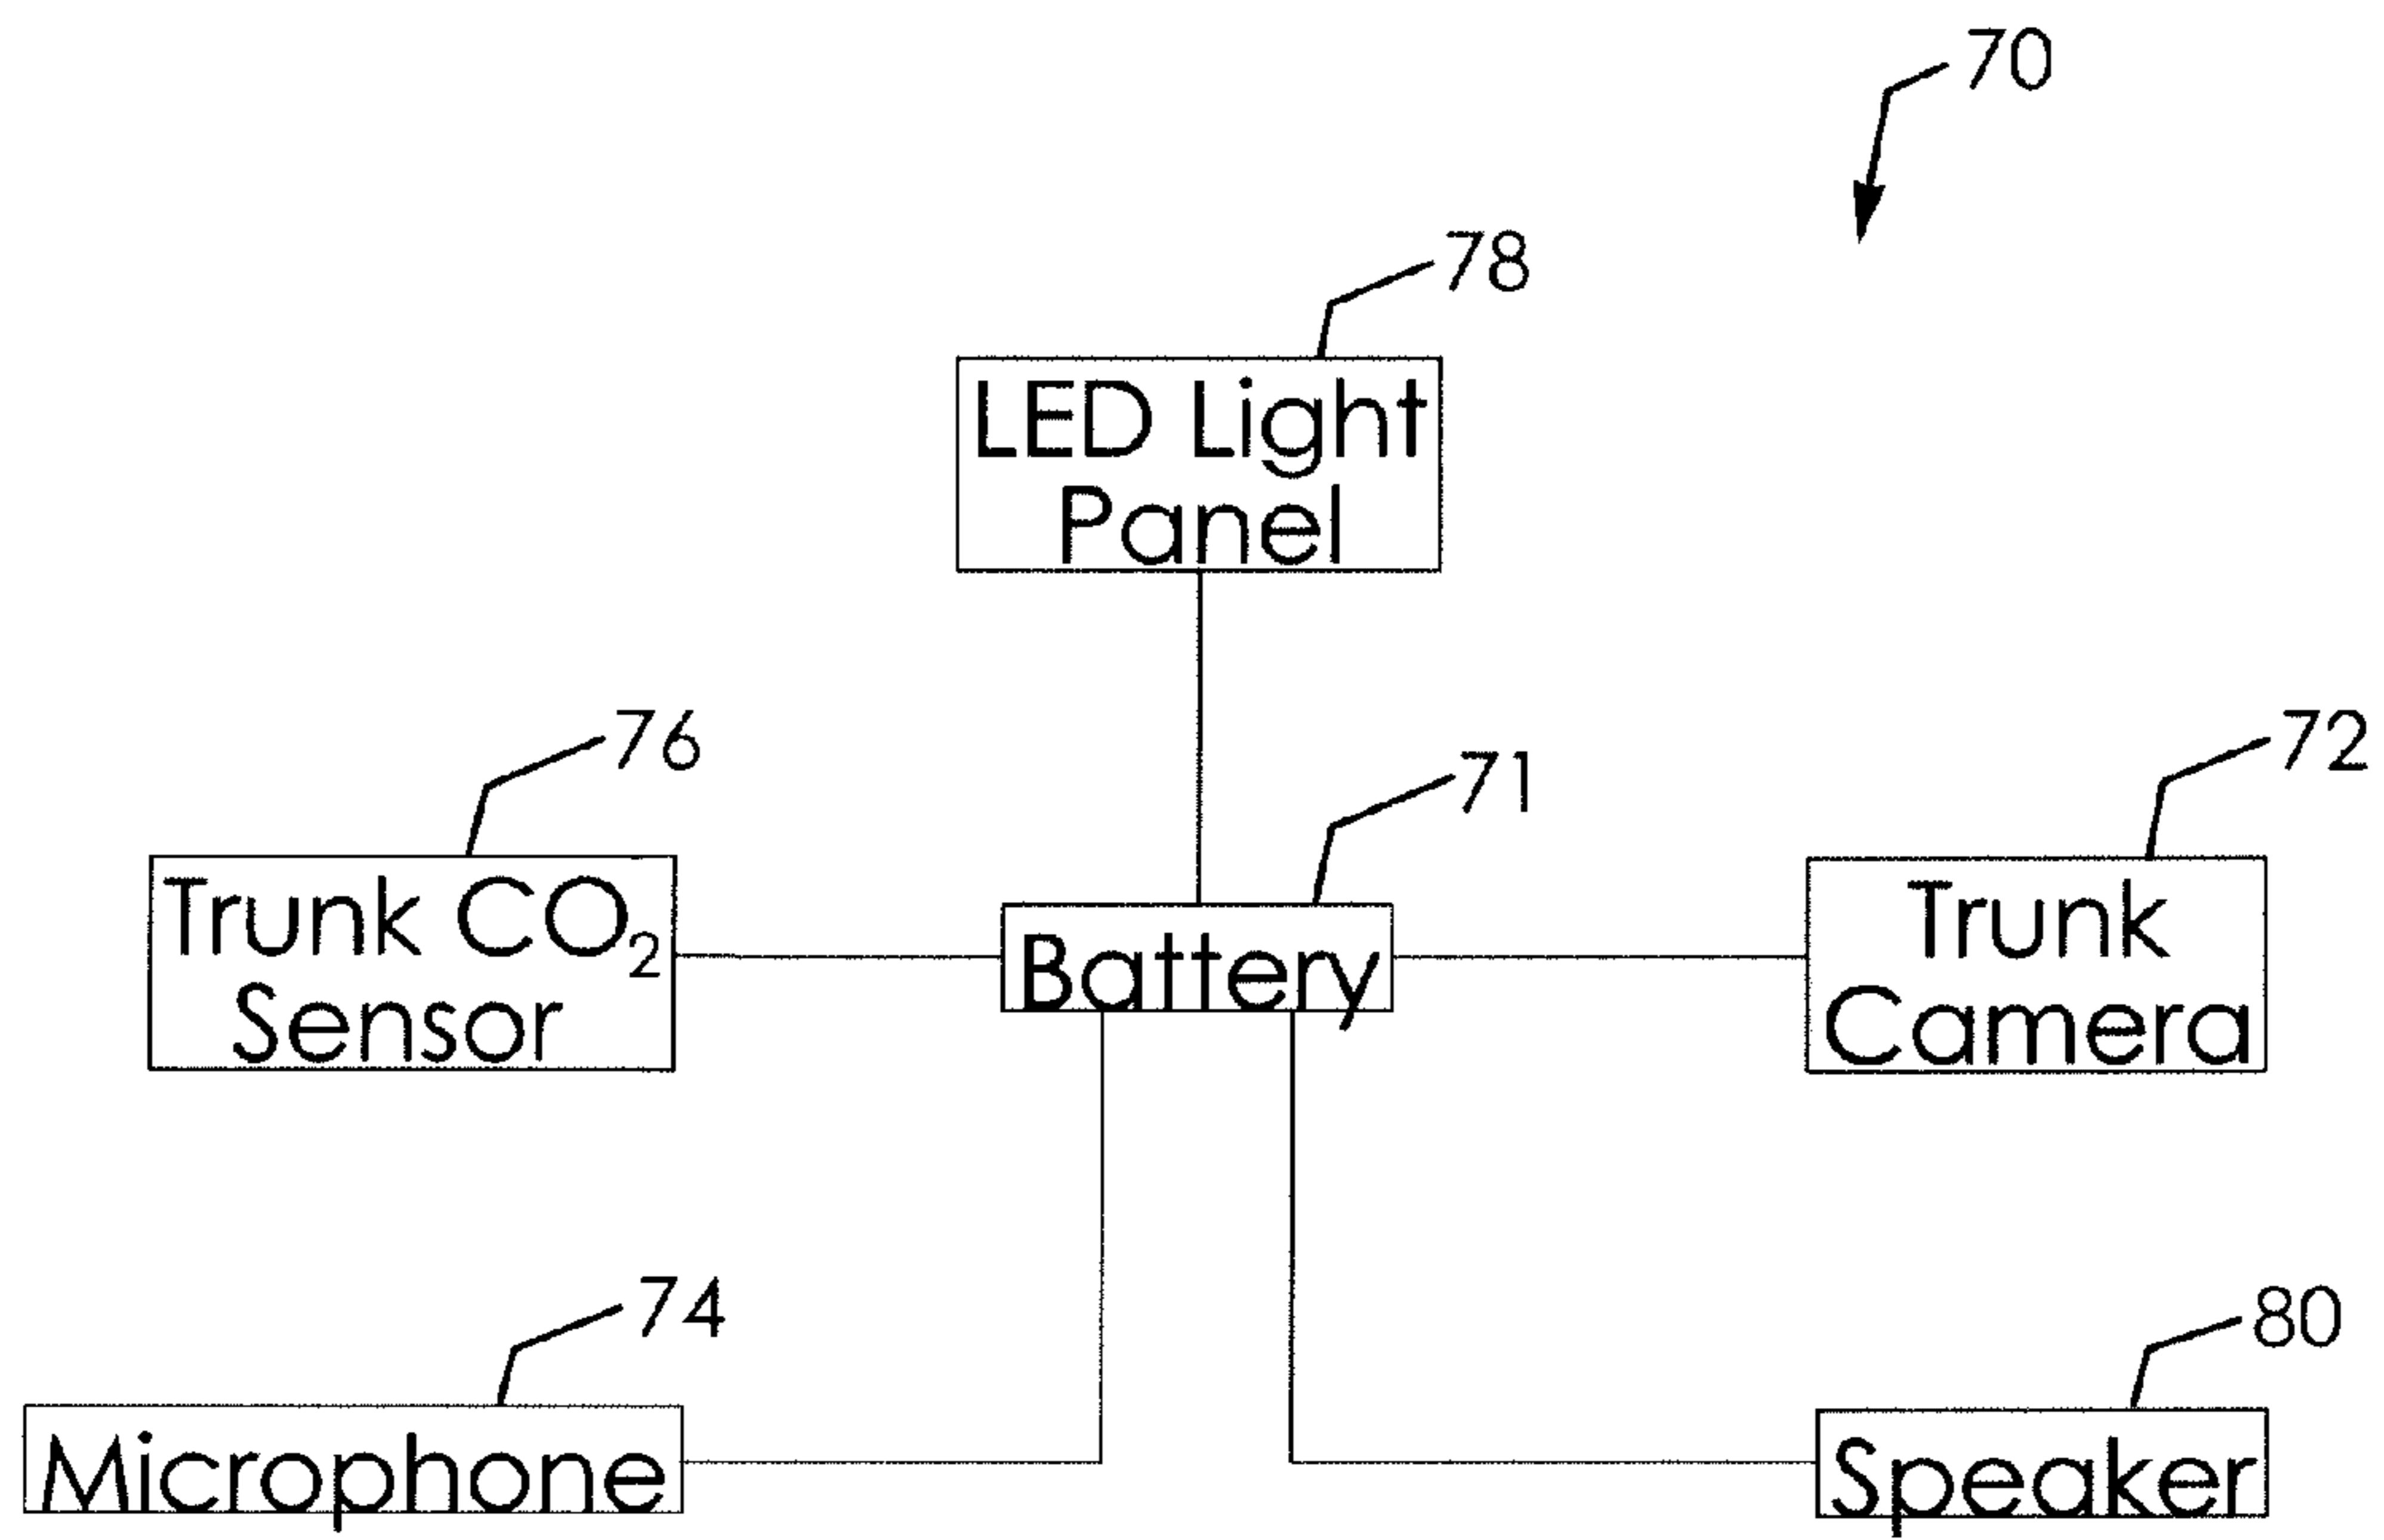 70
78
LED Light
Panel
76
71
72
Trunk CO₂
Sensor
Battery
Trunk
Camera
74
80
Microphone
Speaker